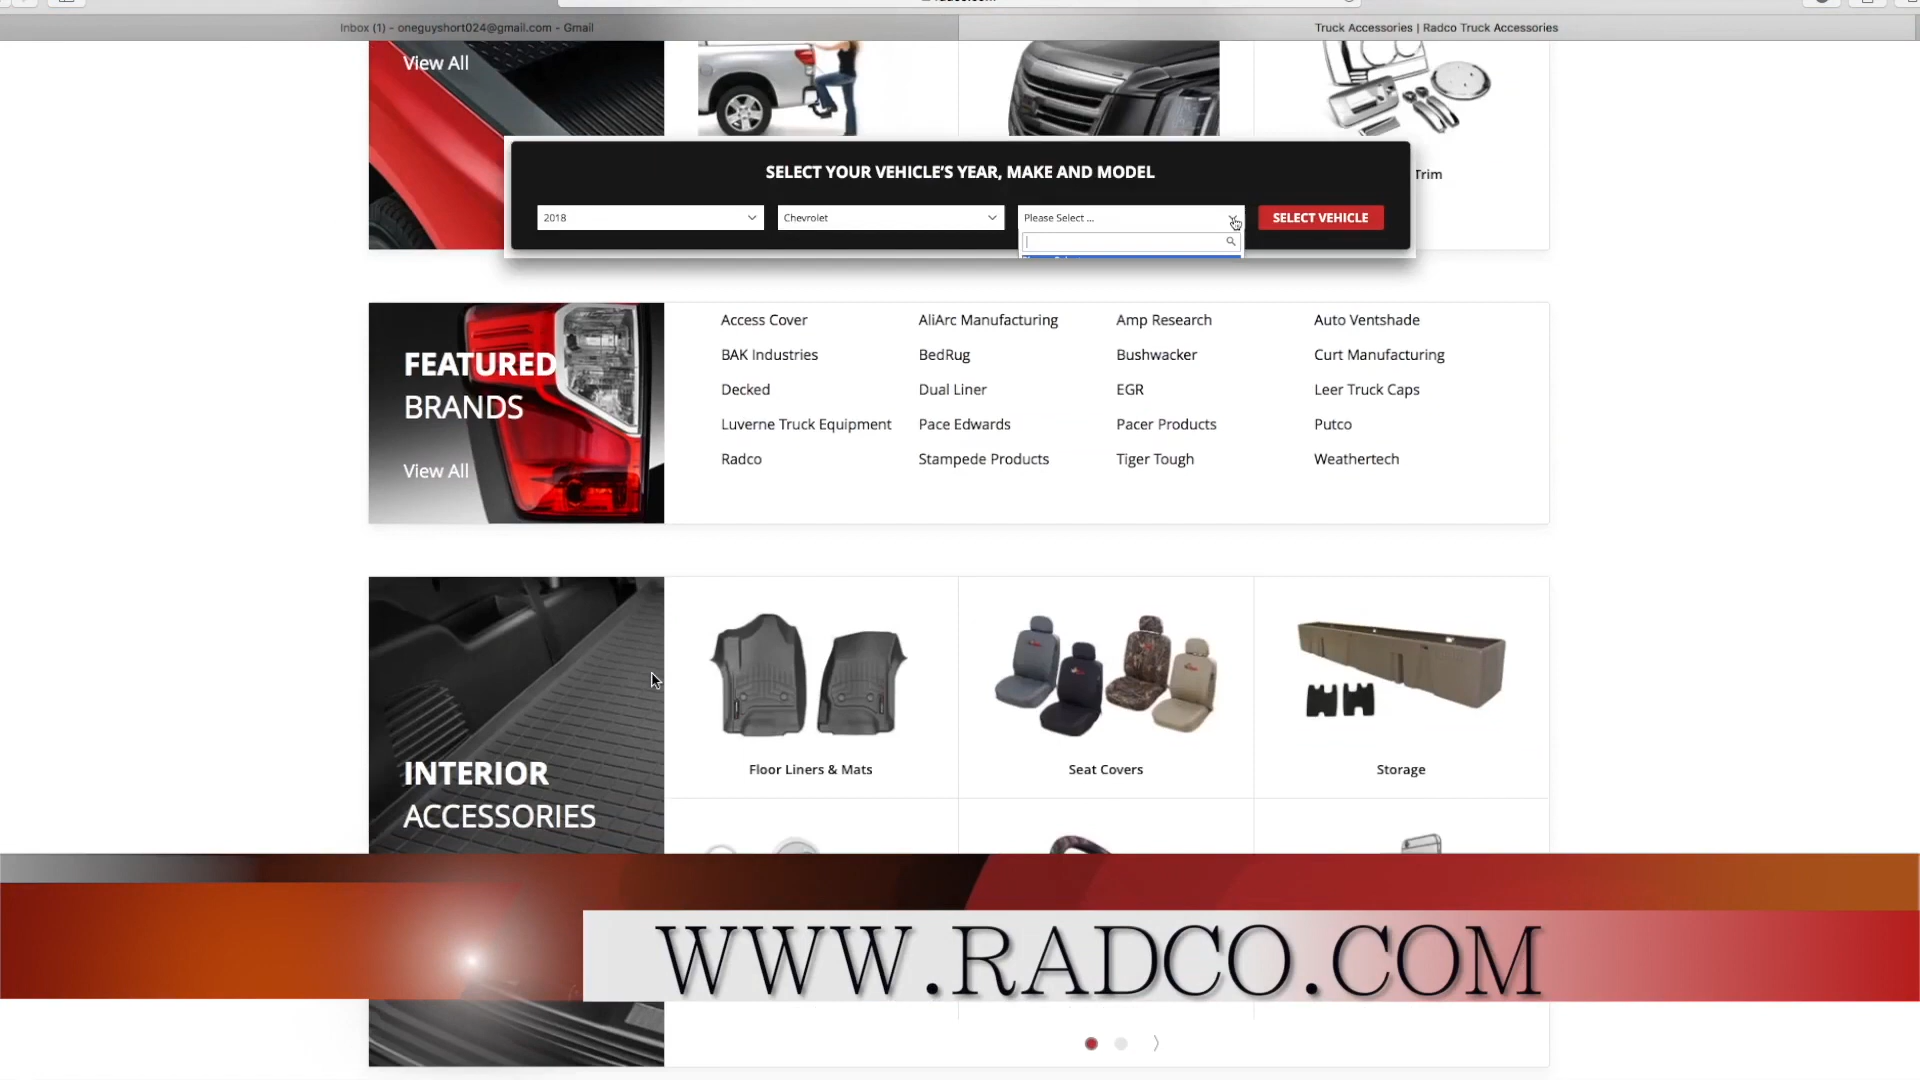 Inbox (1) - oneguyshort024@gmail.com - Gmail
Truck Accessories | Radco Truck Accessories
View All
Trim
SELECT YOUR VEHICLE'S YEAR, MAKE AND MODEL
2018
Chevrolet
Please Select ...
SELECT VEHICLE
FEATURED
BRANDS
View All
Access Cover
AliArc Manufacturing
Amp Research
Auto Ventshade
BAK Industries
BedRug
Bushwacker
Curt Manufacturing
Decked
Dual Liner
EGR
Leer Truck Caps
Luverne Truck Equipment
Pace Edwards
Pacer Products
Putco
Radco
Stampede Products
Tiger Tough
Weathertech
INTERIOR
ACCESSORIES
Floor Liners & Mats
Seat Covers
Storage
WWW.RADCO.COM